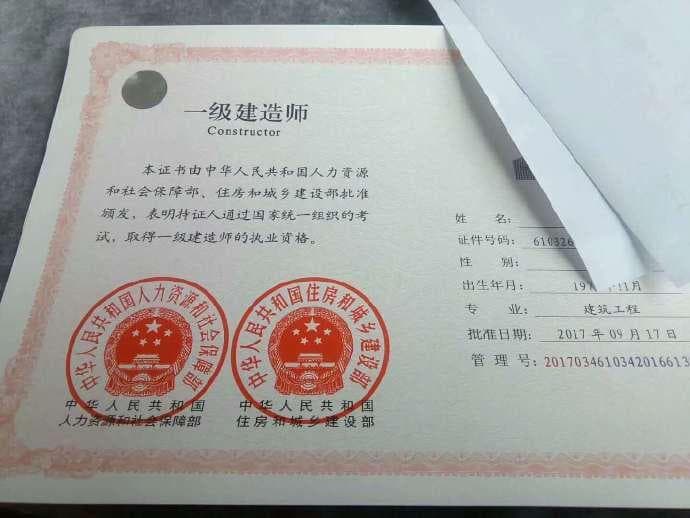 一级建造师
Constructor
本证书由中华人民共和国人力资源
和社会保障部、住房和城乡建设部批准
颁发，表明持证人通过国家统一组织的考
试，取得一级建造师的执业资格。
中华人民共和国人力资源和社会保障部
中华人民共和国住房和城乡建设部
中华人民共和国
人力资源和社会保障部
中华人民共和国
住房和城乡建设部
姓 名：
证件号码：61032
性 别：
出生年月：197 月
专 业：建筑工程
批准日期：2017 年 09 月 17 日
管 理 号：201703461034201661 3